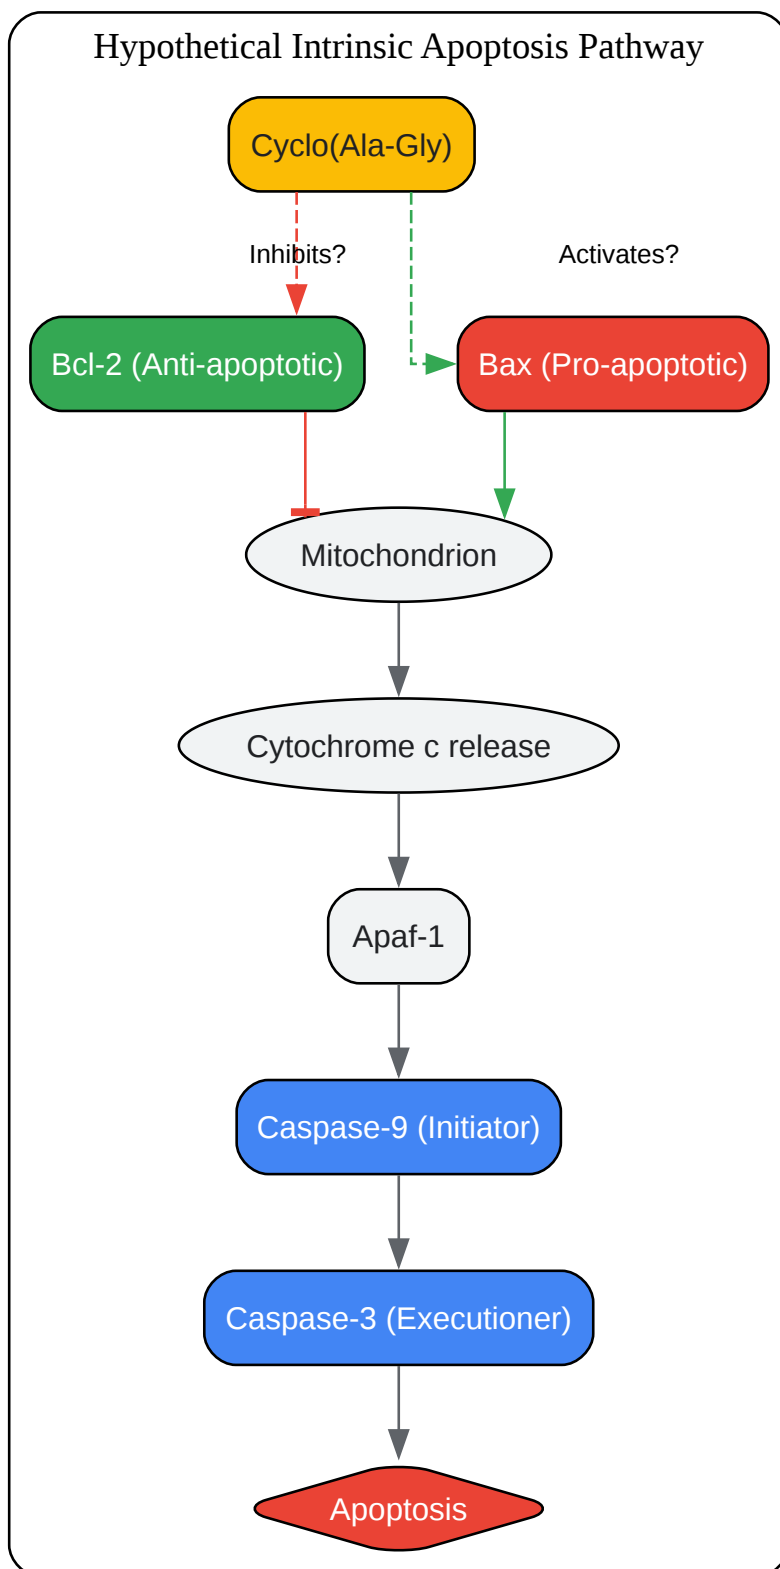 Hypothetical Intrinsic Apoptosis Pathway
Cyclo(Ala-Gly)
Inhibits?
Activates?
Bcl-2 (Anti-apoptotic)
Bax (Pro-apoptotic)
Mitochondrion
Cytochrome c release
Apaf-1
Caspase-9 (Initiator)
Caspase-3 (Executioner)
Apoptosis